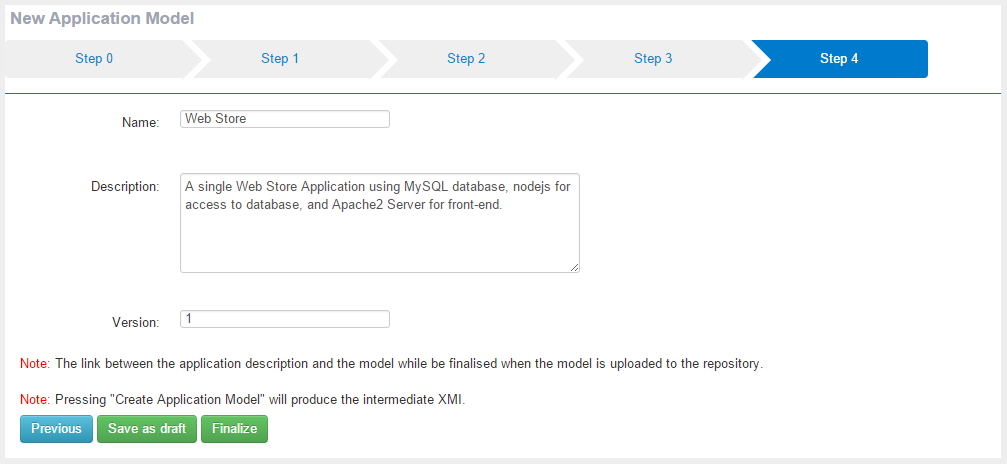 New Application Model
Step 0
Step 1
Step 2
Step 3
Step 4
Name: Web Store
Description: A single Web Store Application using MySQL database, nodejs for
access to database, and Apache2 Server for front-end.
Version: 1
Note: The link between the application description and the model while be finalised when the model is uploaded to the repository.
Note: Pressing "Create Application Model" will produce the intermediate XMI.
Previous Save as draft Finalize